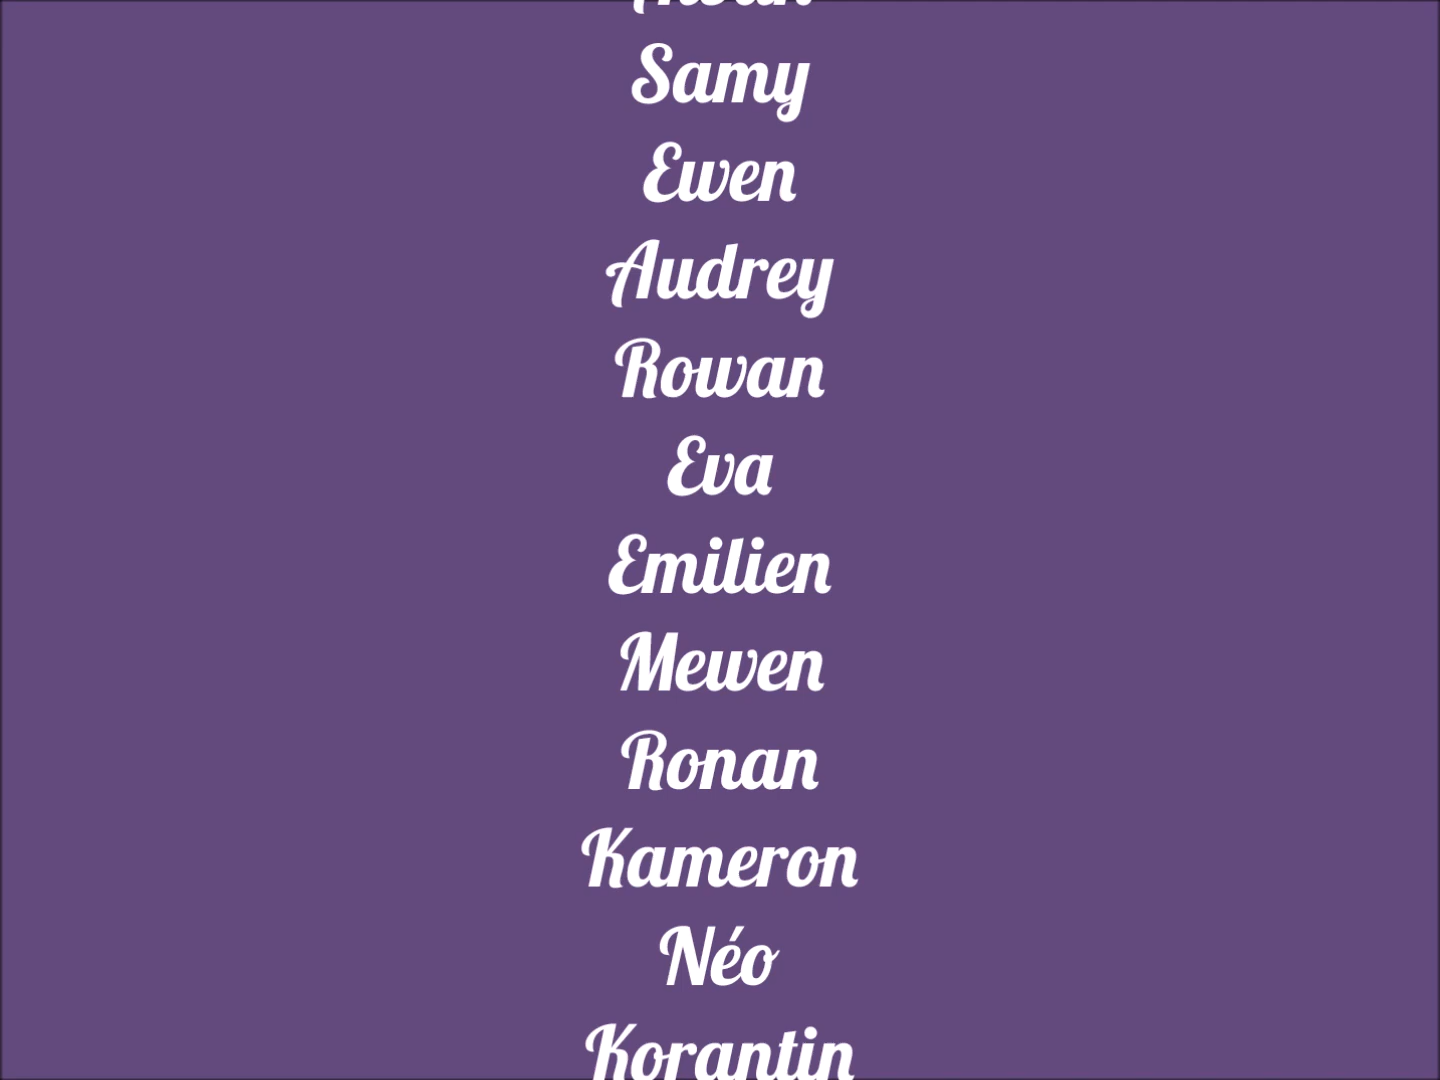 Samy
Ewen
Audrey
Rowan
Eva
Emilien
Mewen
Ronan
Kameron
Néo
Korantin